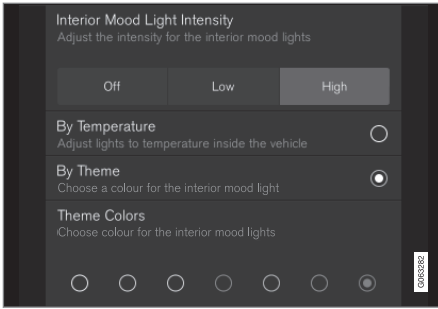 Interior Mood Light Intensity
Adjust the intensity for the interior mood lights
Off Low High
By Temperature
Adjust lights to temperature inside the vehicle
By Theme
Choose a colour for the interior mood light
Theme Colors
Choose colour for the interior mood lights
G063262